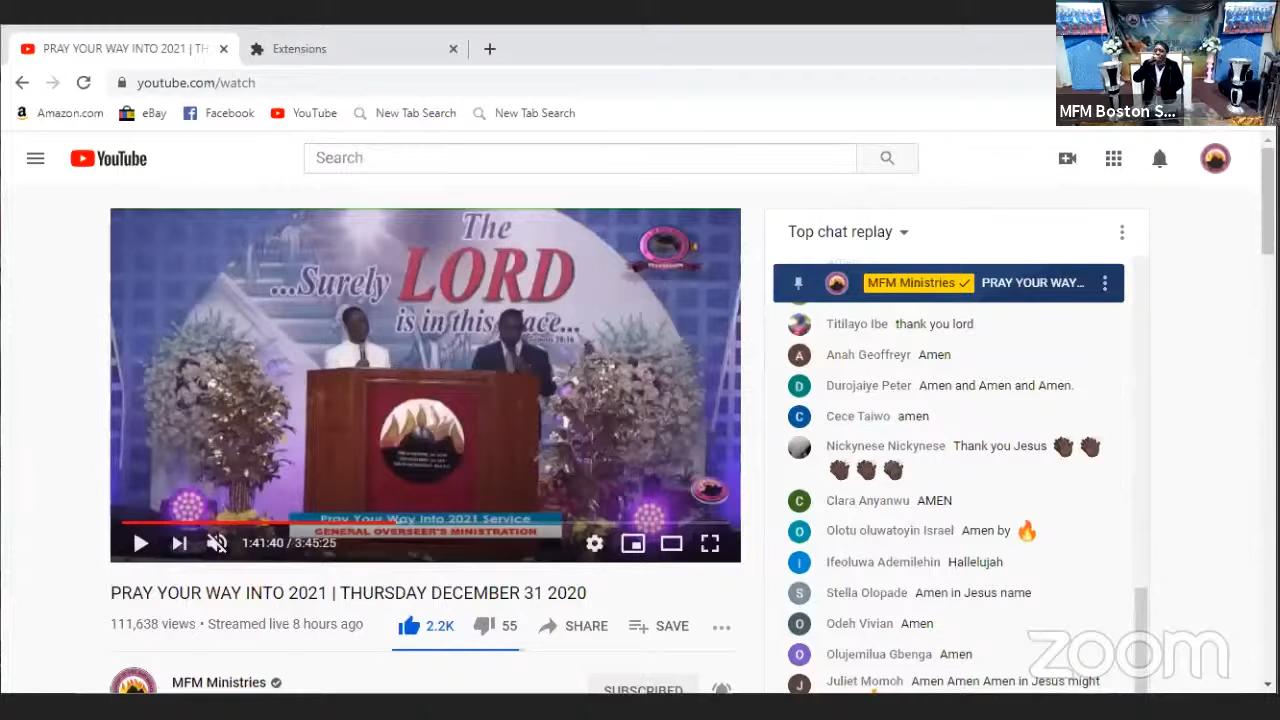 PRAY YOUR WAY INTO 2021 | TH
Extensions
youtube.com/watch
Amazon.com
eBay
Facebook
YouTube
New Tab Search
New Tab Search
MFM Boston S...
YouTube
Search
The
...Surely LORD
is in this place...
Pray Your Way Into 2021 Service
GENERAL OVERSEER'S MINISTRATION
1:41:40 / 3:45:25
PRAY YOUR WAY INTO 2021 | THURSDAY DECEMBER 31 2020
111,638 views • Streamed live 8 hours ago
2.2K
55
SHARE
SAVE
MFM Ministries
SUBSCRIBED
Top chat replay
MFM Ministries PRAY YOUR WAY...
Titilayo Ibe thank you lord
A Anah Geoffreyr Amen
D Durojaiye Peter Amen and Amen and Amen.
C Cece Taiwo amen
Nickynese Nickynese Thank you Jesus 👏🏿 👏🏿
👏🏿 👏🏿 👏🏿
C Clara Anyanwu AMEN
O Olotu oluwatoyin Israel Amen by 🔥
I Ifeoluwa Ademilehin Hallelujah
S Stella Olopade Amen in Jesus name
O Odeh Vivian Amen
O Olujemilua Gbenga Amen
J Juliet Momoh Amen Amen Amen in Jesus might
zoom